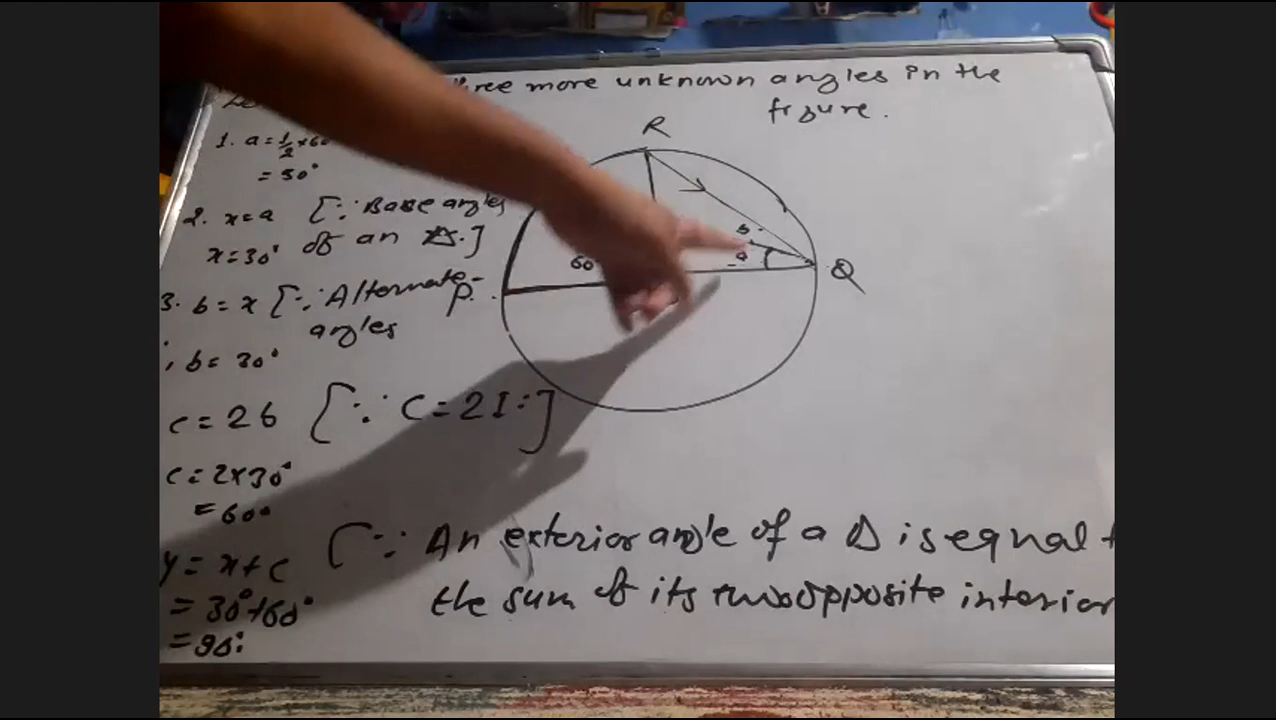 hree more unknown angles in the
figure.
1. a = 1/2 × 60
= 30°
2. x = a [∵ Base angles
x = 30° of an Δ.]
3. b = x [∵ Alternate
angles
∴ b = 30°
c = 2b [∵ C = 2I:]
c = 2×30°
= 60°
y = x+c [∵ An exterior angle of a Δ is equal t
= 30°+60° the sum of its two opposite interior
= 90°
R
b
60
a
P
Q